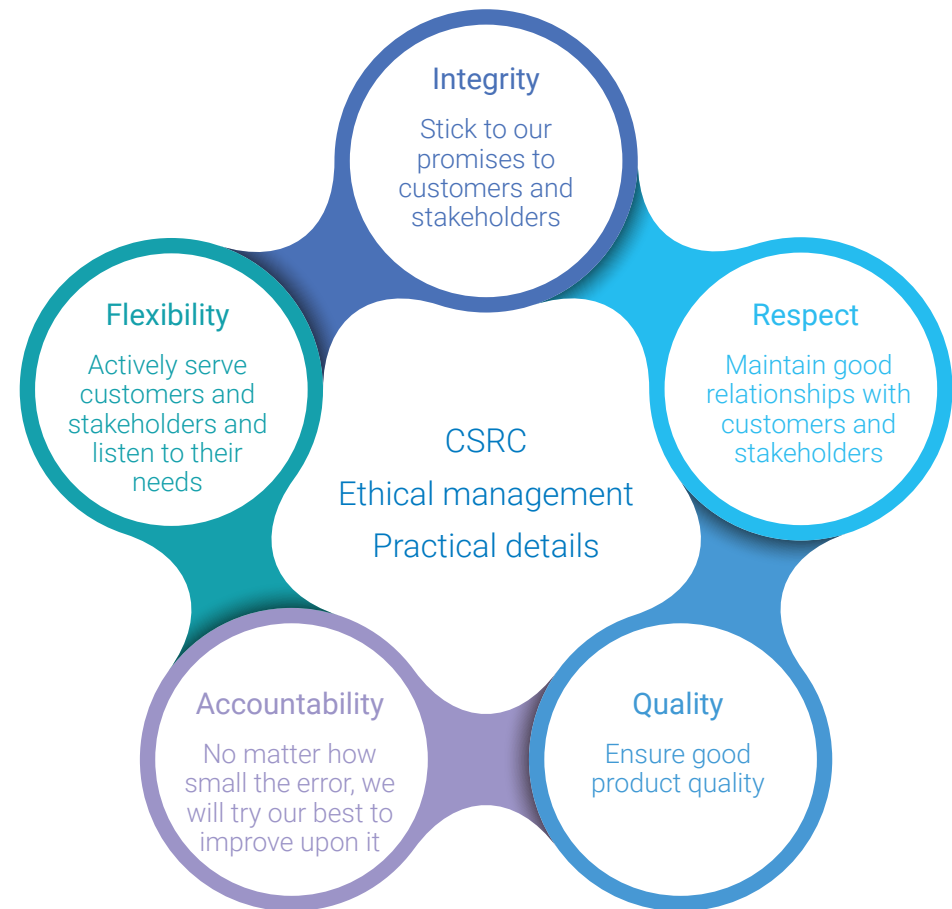 Integrity
Stick to our
promises to
customers and
stakeholders
Flexibility
Actively serve
customers and
stakeholders and
listen to their
needs
Respect
Maintain good
relationships with
customers and
stakeholders
CSRC
Ethical management
Practical details
Accountability
No matter how
small the error, we
will try our best to
improve upon it
Quality
Ensure good
product quality